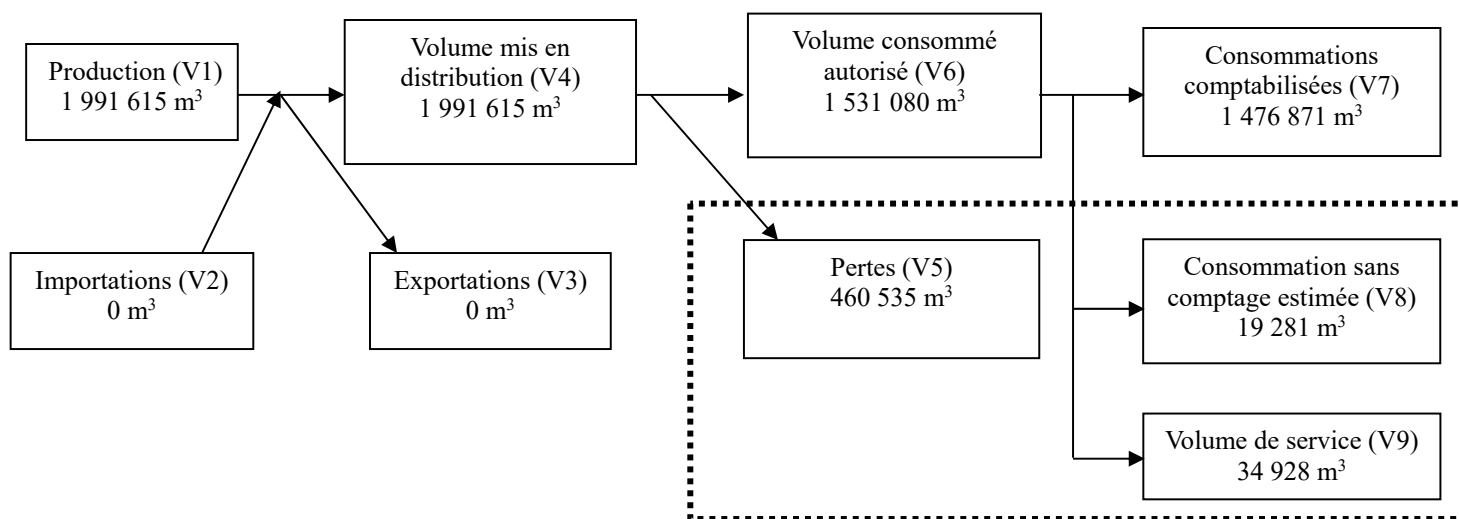 Production (V1)
1 991 615 m³
Volume mis en
distribution (V4)
1 991 615 m³
Volume consommé
autorisé (V6)
1 531 080 m³
Consommations
comptabilisées (V7)
1 476 871 m³
Importations (V2)
0 m³
Exportations (V3)
0 m³
Pertes (V5)
460 535 m³
Consommation sans
comptage estimée (V8)
19 281 m³
Volume de service (V9)
34 928 m³